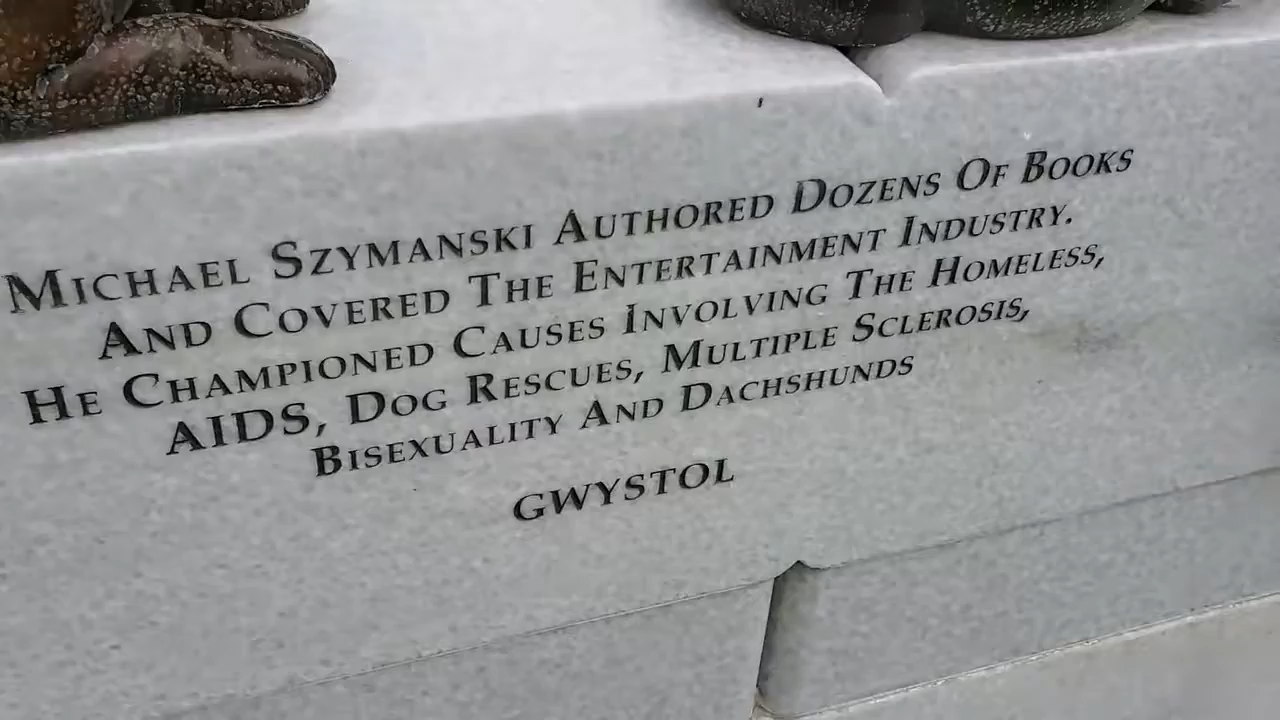 Michael Szymanski Authored Dozens Of Books
And Covered The Entertainment Industry.
He Championed Causes Involving The Homeless,
AIDS, Dog Rescues, Multiple Sclerosis,
Bisexuality And Dachshunds
GWYSTOL